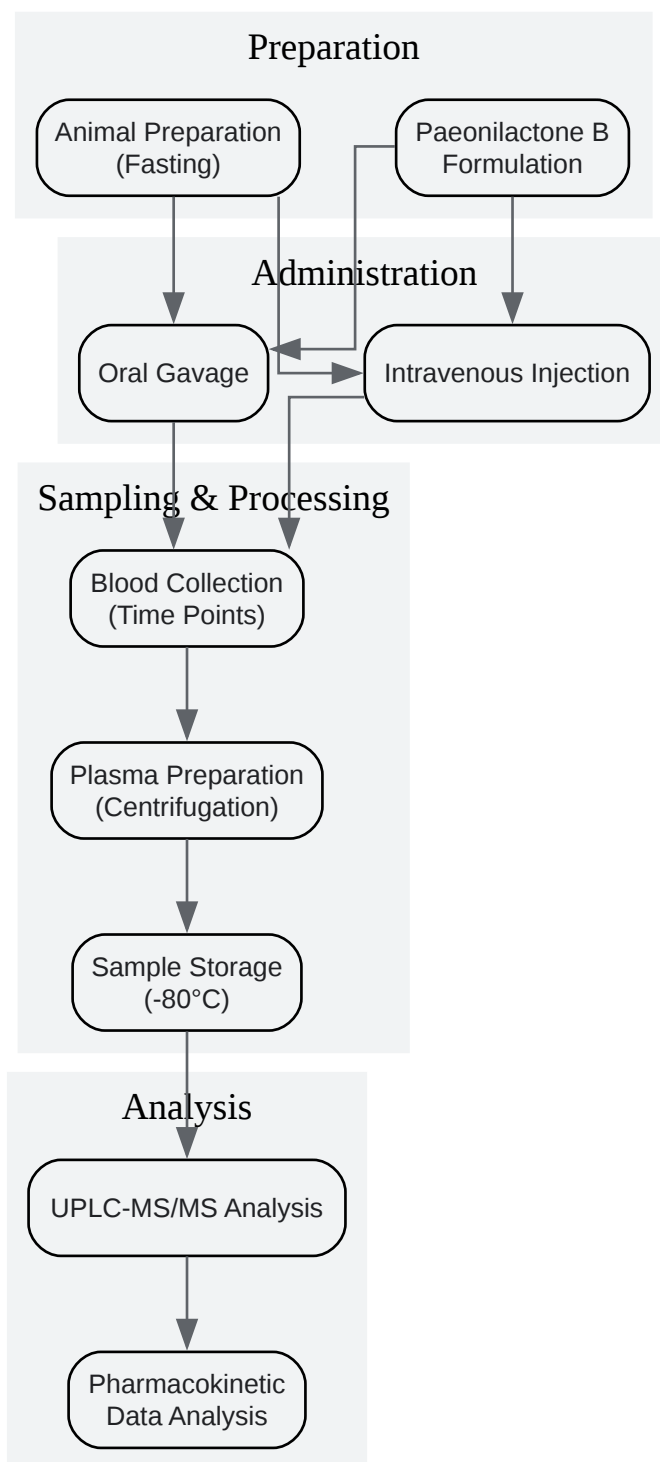 Preparation
Animal Preparation
(Fasting)
Paeonilactone B
Formulation
Administration
Oral Gavage
Intravenous Injection
Sampling & Processing
Blood Collection
(Time Points)
Plasma Preparation
(Centrifugation)
Sample Storage
(-80°C)
Analysis
UPLC-MS/MS Analysis
Pharmacokinetic
Data Analysis